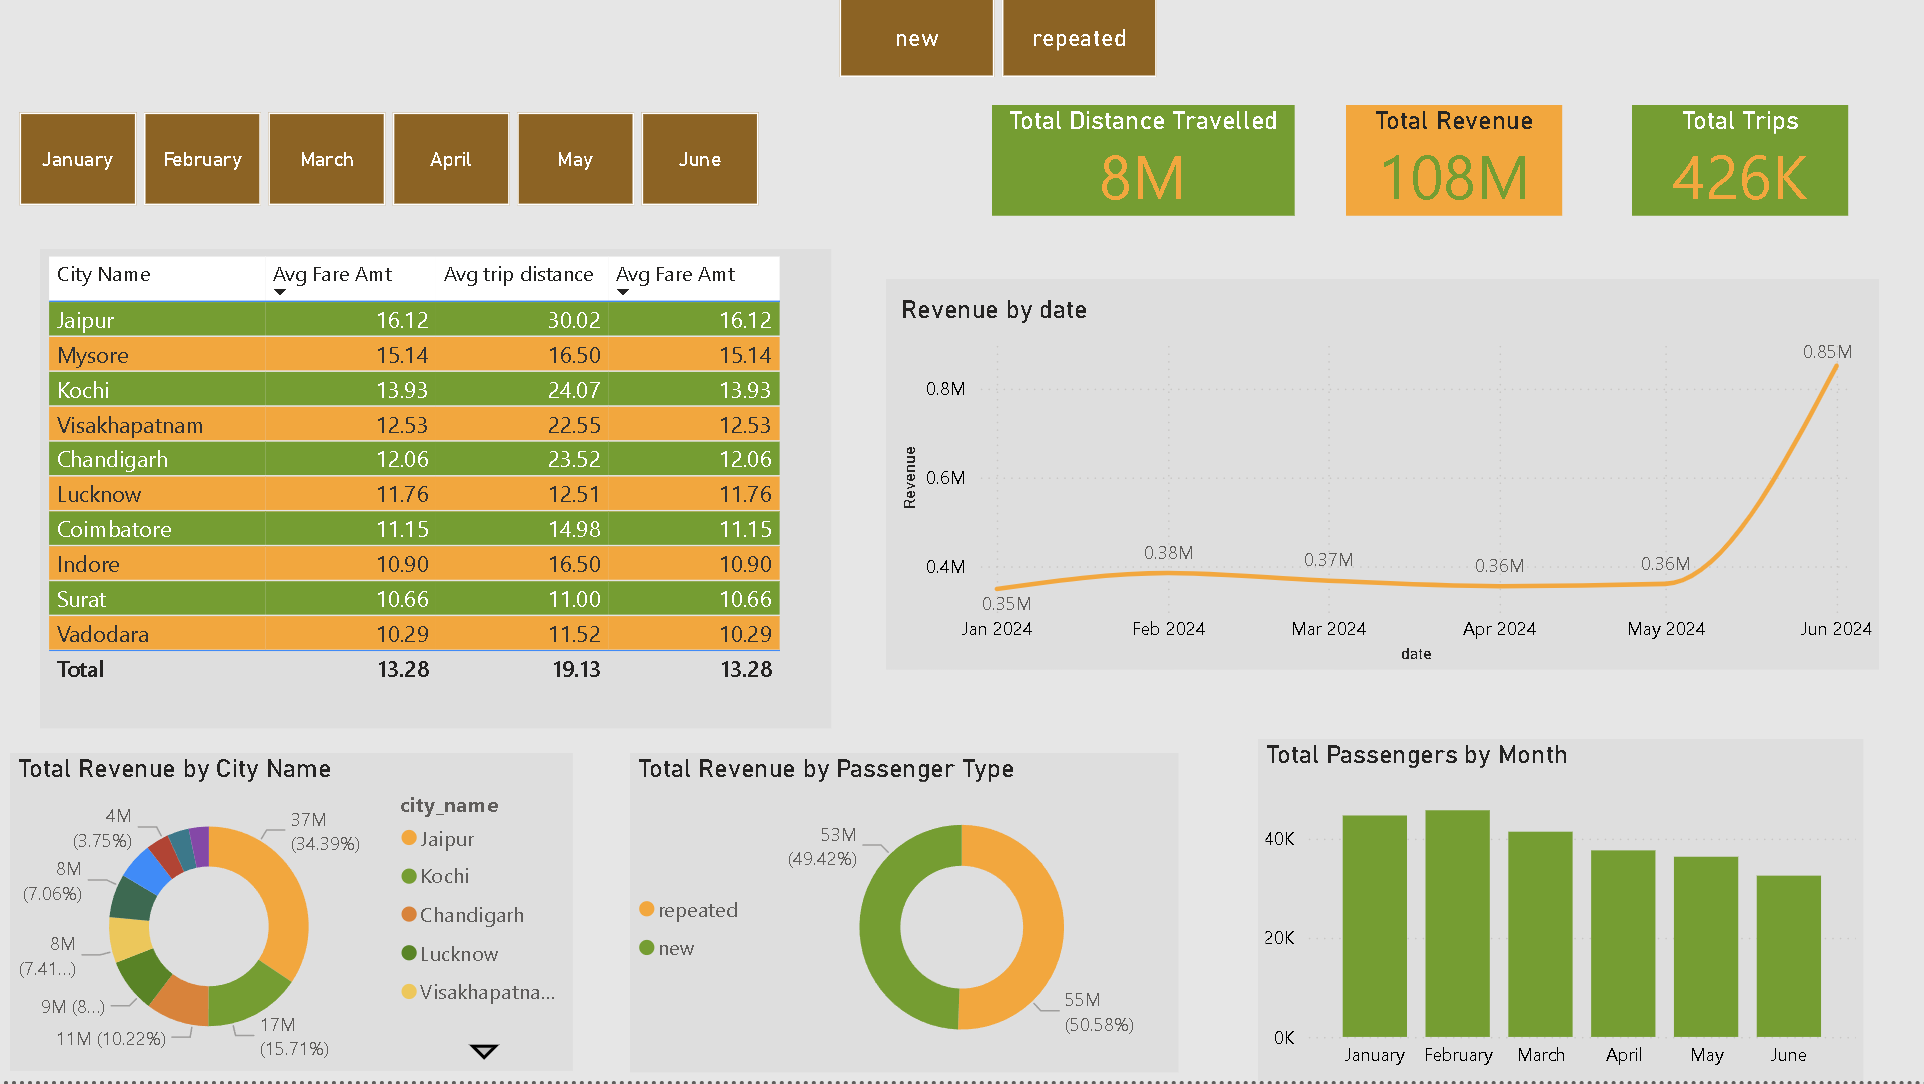 new
repeated
January
February
March
April
May
June
Total Distance Travelled
8M
Total Revenue
108M
Total Trips
426K
City Name Avg Fare Amt Avg trip distance Avg Fare Amt
Jaipur 16.12 30.02 16.12
Mysore 15.14 16.50 15.14
Kochi 13.93 24.07 13.93
Visakhapatnam 12.53 22.55 12.53
Chandigarh 12.06 23.52 12.06
Lucknow 11.76 12.51 11.76
Coimbatore 11.15 14.98 11.15
Indore 10.90 16.50 10.90
Surat 10.66 11.00 10.66
Vadodara 10.29 11.52 10.29
Total 13.28 19.13 13.28
Revenue by date
Revenue
0.8M
0.6M
0.4M
0.35M
0.38M
0.37M
0.36M
0.36M
0.85M
Jan 2024
Feb 2024
Mar 2024
Apr 2024
May 2024
Jun 2024
date
Total Revenue by City Name
37M
(34.39%)
17M
(15.71%)
11M (10.22%)
9M (8...)
8M
(7.41...)
8M
(7.06%)
4M
(3.75%)
city_name
Jaipur
Kochi
Chandigarh
Lucknow
Visakhapatna...
Total Revenue by Passenger Type
53M
(49.42%)
55M
(50.58%)
repeated
new
Total Passengers by Month
40K
20K
0K
January
February
March
April
May
June